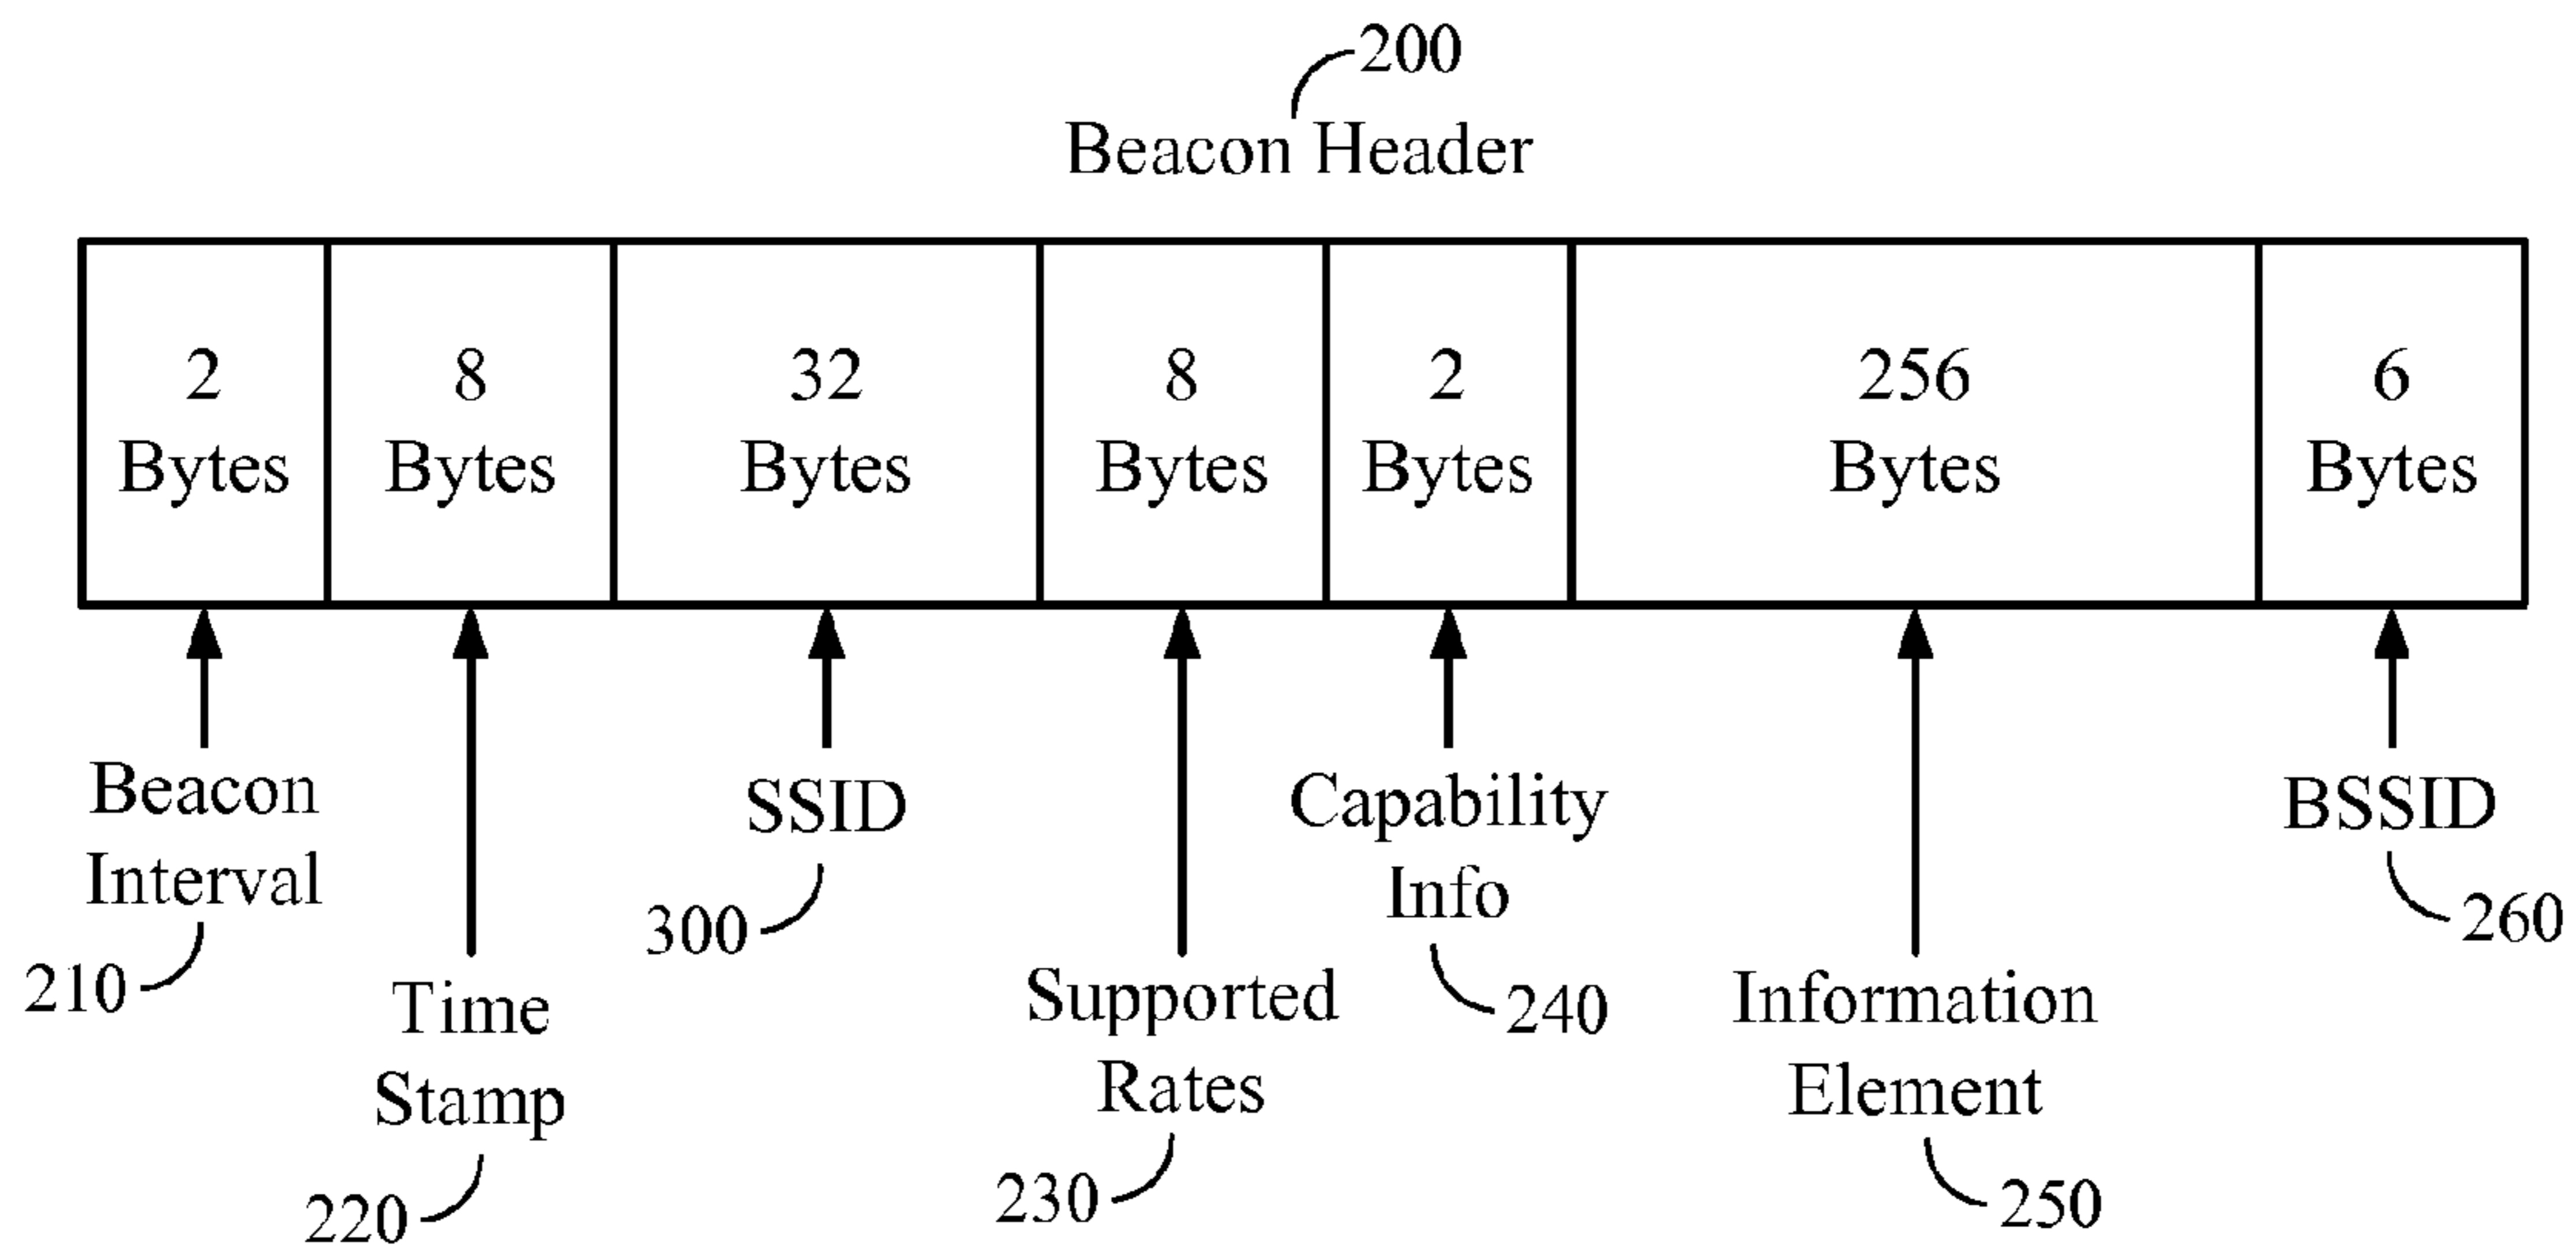 200
Beacon Header
2 8 32 8 2 256 6
Bytes Bytes Bytes Bytes Bytes Bytes Bytes
Beacon
Interval
210
Time
Stamp
220
SSID
300
Supported
Rates
230
Capability
Info
240
Information
Element
250
BSSID
260